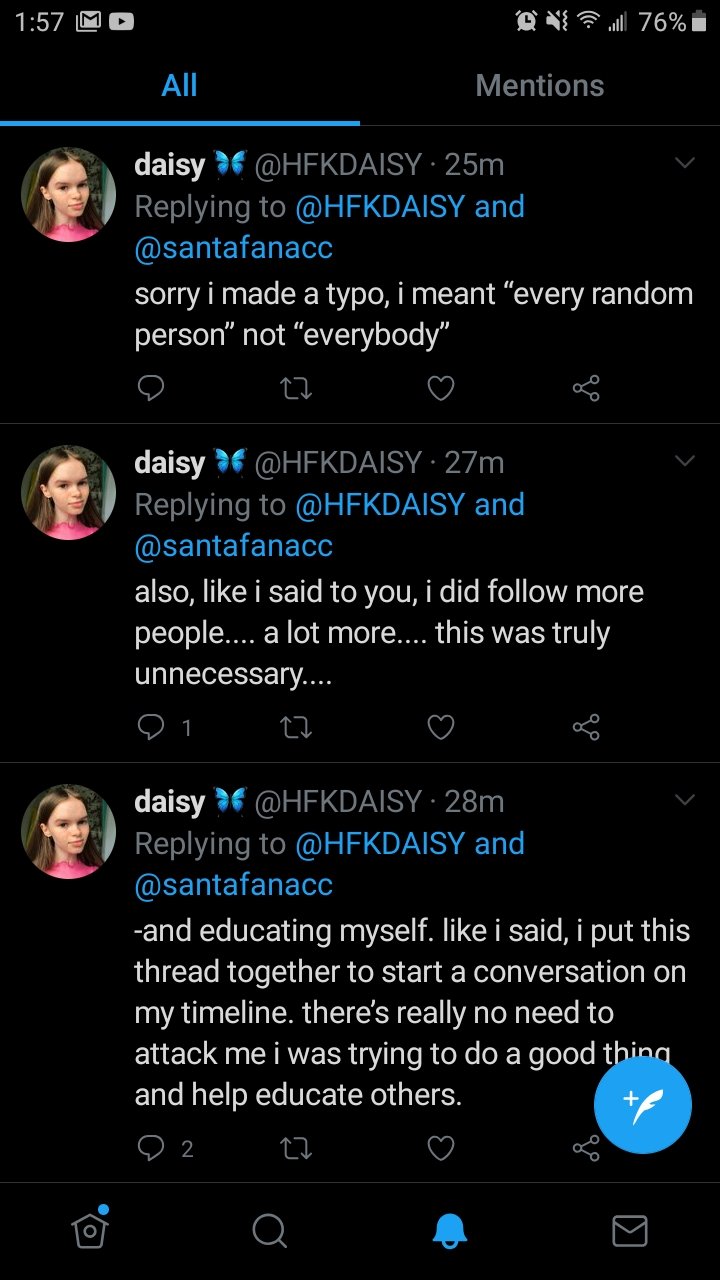 1:57 76%
All Mentions
daisy 🦋 @HFKDAISY · 25m
Replying to @HFKDAISY and
@santafanacc
sorry i made a typo, i meant “every random
person” not “everybody”
daisy 🦋 @HFKDAISY · 27m
Replying to @HFKDAISY and
@santafanacc
also, like i said to you, i did follow more
people.... a lot more.... this was truly
unnecessary....
1
daisy 🦋 @HFKDAISY · 28m
Replying to @HFKDAISY and
@santafanacc
-and educating myself. like i said, i put this
thread together to start a conversation on
my timeline. there’s really no need to
attack me i was trying to do a good thing
and help educate others.
2